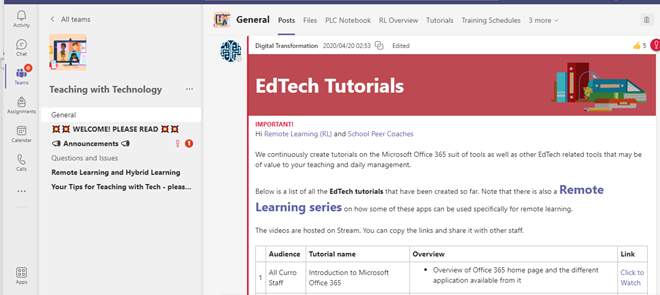 Activity
Chat
Teams
Assignments
Calendar
Calls
Apps
All teams
Teaching with Technology
General
WELCOME! PLEASE READ
Announcements
Questions and Issues
Remote Learning and Hybrid Learning
Your Tips for Teaching with Tech - pleas...
General Posts Files PLC Notebook RL Overview Tutorials Training Schedules 3 more
Digital Transformation 2020/04/20 02:53 Edited
5
EdTech Tutorials
IMPORTANT!
Hi Remote Learning (RL) and School Peer Coaches
We continuously create tutorials on the Microsoft Office 365 suit of tools as well as other EdTech related tools that may be
of value to your teaching and daily management.
Below is a list of all the EdTech tutorials that have been created so far. Note that there is also a Remote
Learning series on how some of these apps can be used specifically for remote learning.
The videos are hosted on Stream. You can copy the links and share it with other staff.
Audience Tutorial name Overview Link
1 All Curro Introduction to Microsoft • Overview of Office 365 home page and the different Click to
Staff Office 365 application available from it Watch